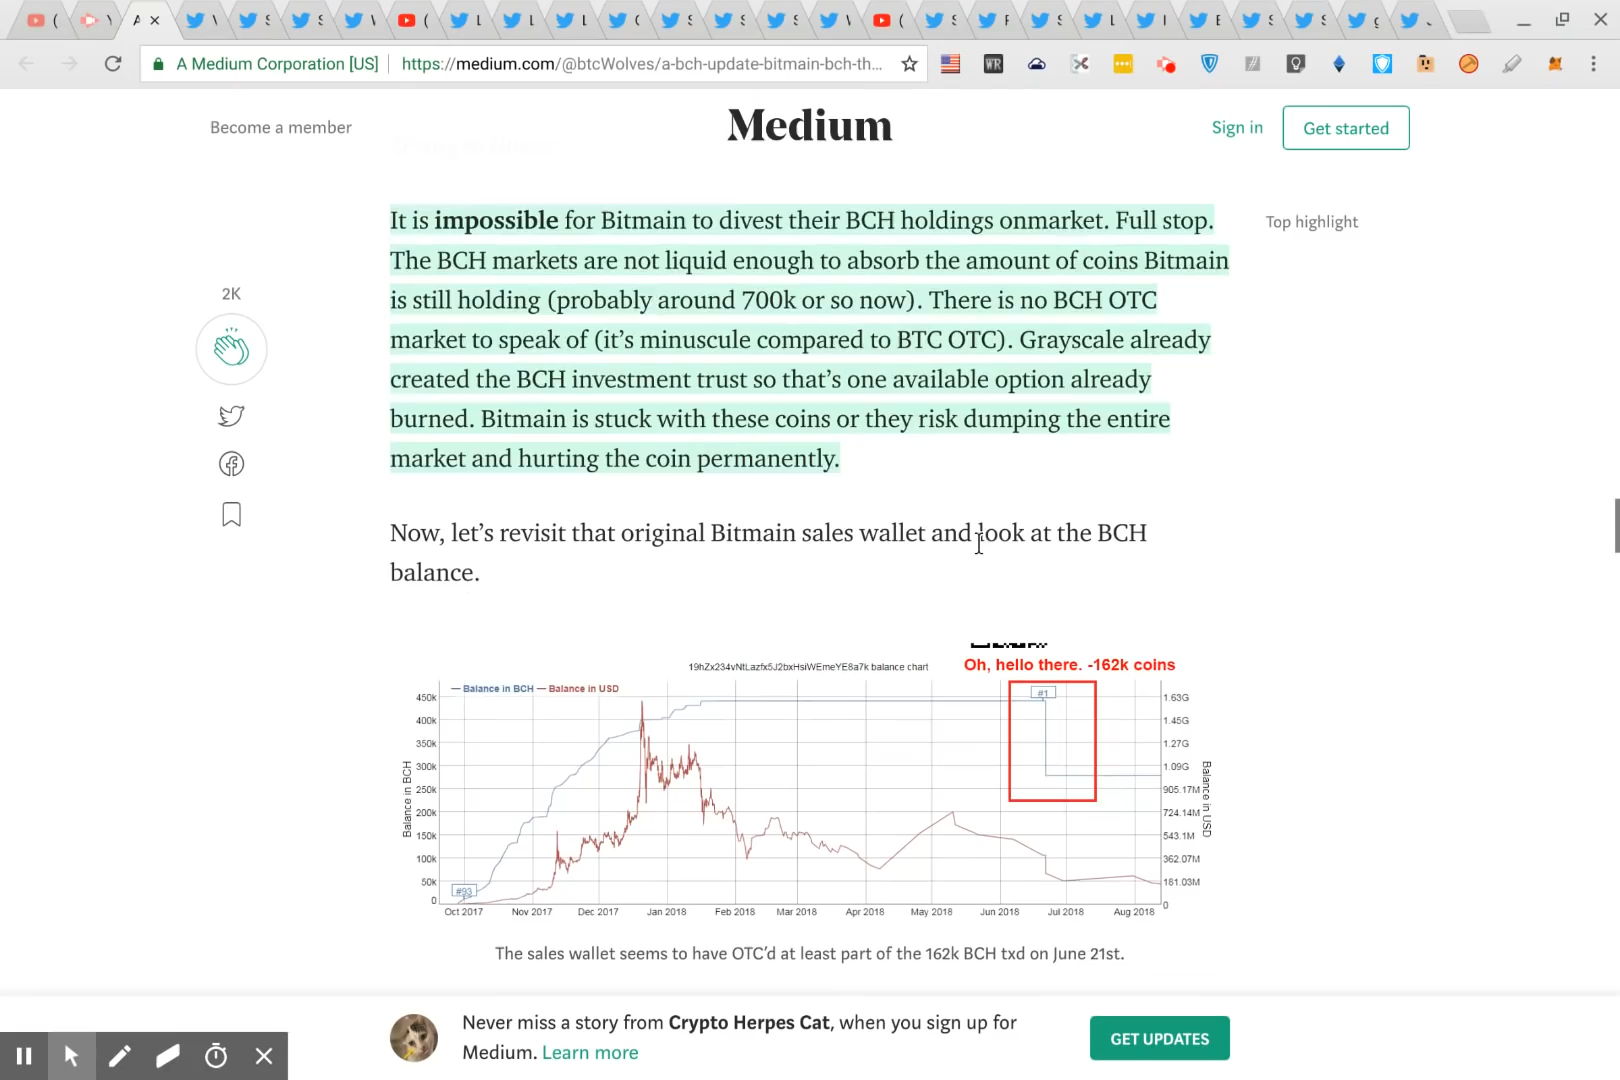 A Medium Corporation [US]
https://medium.com/@btcWolves/a-bch-update-bitmain-bch-th...
Become a member
Medium
Sign in
Get started
It is impossible for Bitmain to divest their BCH holdings onmarket. Full stop.
Top highlight
The BCH markets are not liquid enough to absorb the amount of coins Bitmain
is still holding (probably around 700k or so now). There is no BCH OTC
market to speak of (it’s minuscule compared to BTC OTC). Grayscale already
created the BCH investment trust so that’s one available option already
burned. Bitmain is stuck with these coins or they risk dumping the entire
market and hurting the coin permanently.
2K
Now, let’s revisit that original Bitmain sales wallet and look at the BCH
balance.
19hZx234vNtLazfx5J2bxHsiWEmeYE8a7k balance chart
Oh, hello there. -162k coins
Balance in BCH
Balance in USD
#1
450k
400k
350k
300k
250k
200k
150k
100k
50k
0
1.63G
1.45G
1.27G
1.09G
905.17M
724.14M
543.1M
362.07M
181.03M
0
Balance in BCH
Balance in USD
#93
Oct 2017 Nov 2017 Dec 2017 Jan 2018 Feb 2018 Mar 2018 Apr 2018 May 2018 Jun 2018 Jul 2018 Aug 2018
The sales wallet seems to have OTC’d at least part of the 162k BCH txd on June 21st.
Never miss a story from Crypto Herpes Cat, when you sign up for
Medium. Learn more
GET UPDATES